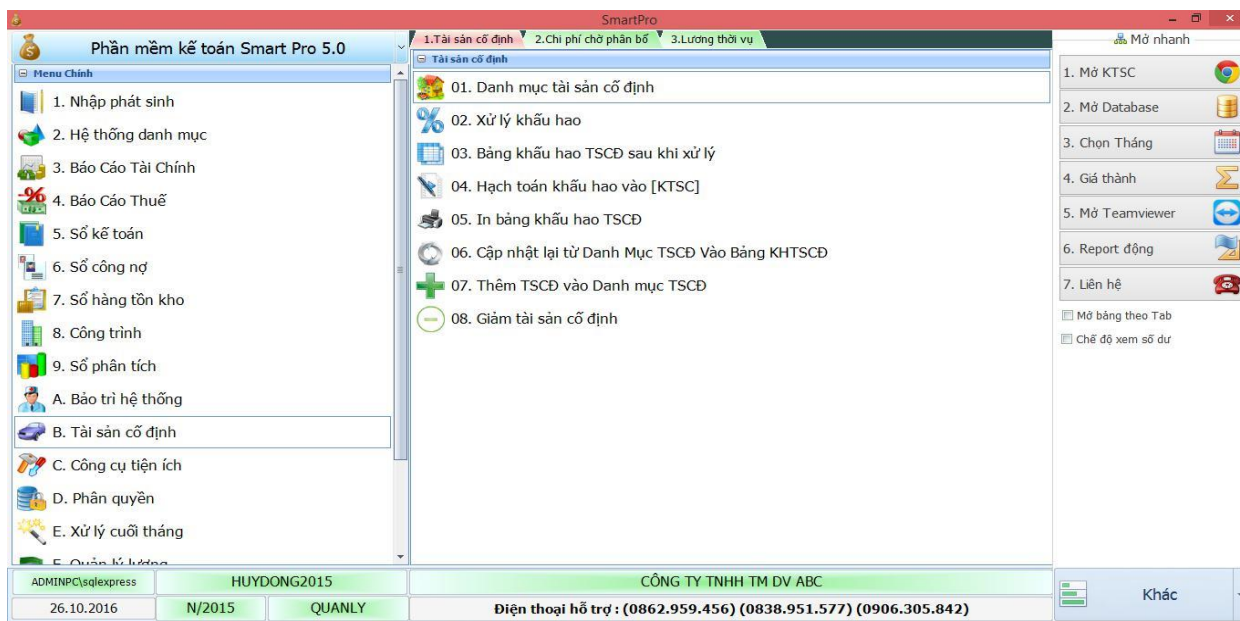 SmartPro
Phần mềm kế toán Smart Pro 5.0
Menu Chính
1. Nhập phát sinh
2. Hệ thống danh mục
3. Báo Cáo Tài Chính
4. Báo Cáo Thuế
5. Sổ kế toán
6. Sổ công nợ
7. Sổ hàng tồn kho
8. Công trình
9. Sổ phân tích
A. Bảo trì hệ thống
B. Tài sản cố định
C. Công cụ tiện ích
D. Phân quyền
E. Xử lý cuối tháng
F. Quản lý lương
1.Tài sản cố định 2.Chi phí chờ phân bổ 3.Lương thời vụ
Tài sản cố định
01. Danh mục tài sản cố định
02. Xử lý khấu hao
03. Bảng khấu hao TSCĐ sau khi xử lý
04. Hạch toán khấu hao vào [KTSC]
05. In bảng khấu hao TSCĐ
06. Cập nhật lại từ Danh Mục TSCĐ Vào Bảng KHTSCĐ
07. Thêm TSCĐ vào Danh mục TSCĐ
08. Giảm tài sản cố định
Mở nhanh
1. Mở KTSC
2. Mở Database
3. Chọn Tháng
4. Giá thành
5. Mở Teamviewer
6. Report động
7. Liên hệ
Mở bảng theo Tab
Chế độ xem số dư
ADMINPC\sqlexpress HUYDONG2015 CÔNG TY TNHH TM DV ABC
26.10.2016 N/2015 QUANLY Điện thoại hỗ trợ : (0862.959.456) (0838.951.577) (0906.305.842)
Khác